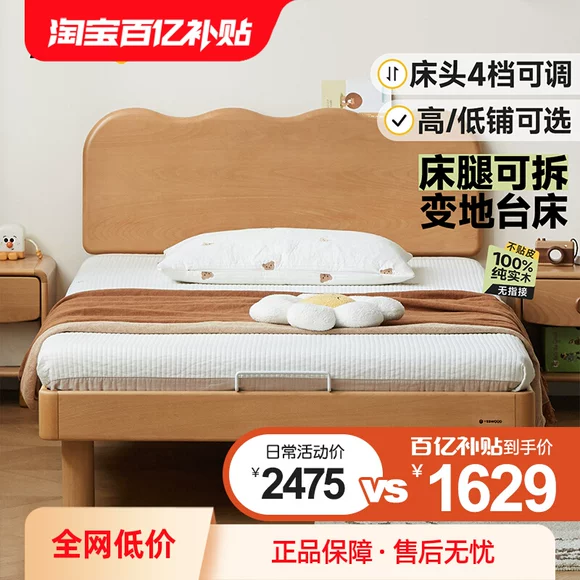 淘宝百亿补贴
床头4档可调
高/低铺可选
床腿可拆
变地台床
不贴皮
100%
纯实木
无指接
日常活动价
¥2475
vs
百亿补贴到手价
¥1629
全网低价
正品保障·售后无忧